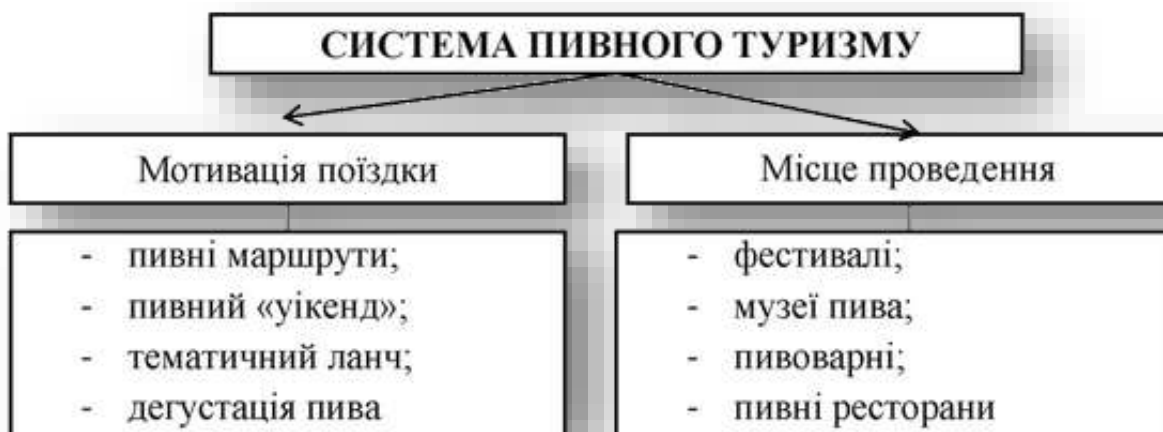 СИСТЕМА ПИВНОГО ТУРИЗМУ
Мотивація поїздки
- пивні маршрути;
- пивний «уікенд»;
- тематичний ланч;
- дегустація пива
Місце проведення
- фестивалі;
- музеї пива;
- пивоварні;
- пивні ресторани